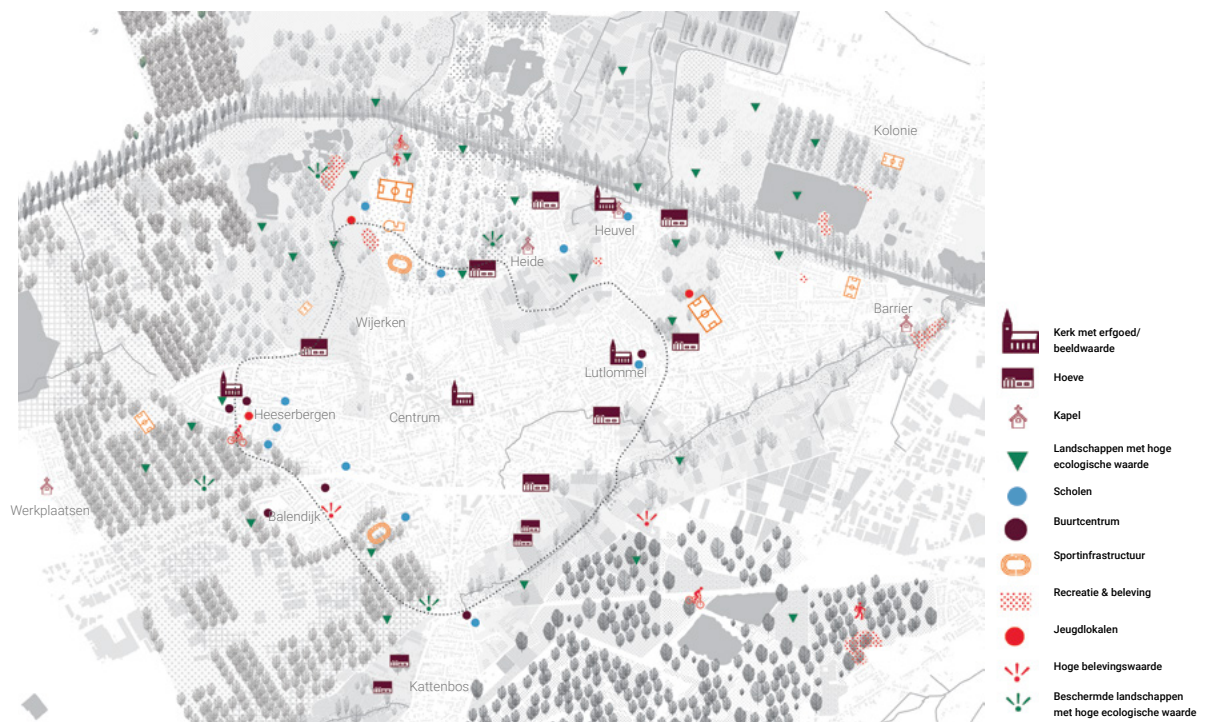 Kolonie
Heuvel
Heide
Barrier
Wijerken
Lutlommel
Heeserbergen
Centrum
Werkplaatsen
Balendijk
Kattenbos
Kerk met erfgoed/
beeldwaarde
Hoeve
Kapel
Landschappen met hoge
ecologische waarde
Scholen
Buurtcentrum
Sportinfrastructuur
Recreatie & beleving
Jeugdlokalen
Hoge belevingswaarde
Beschermde landschappen
met hoge ecologische waarde